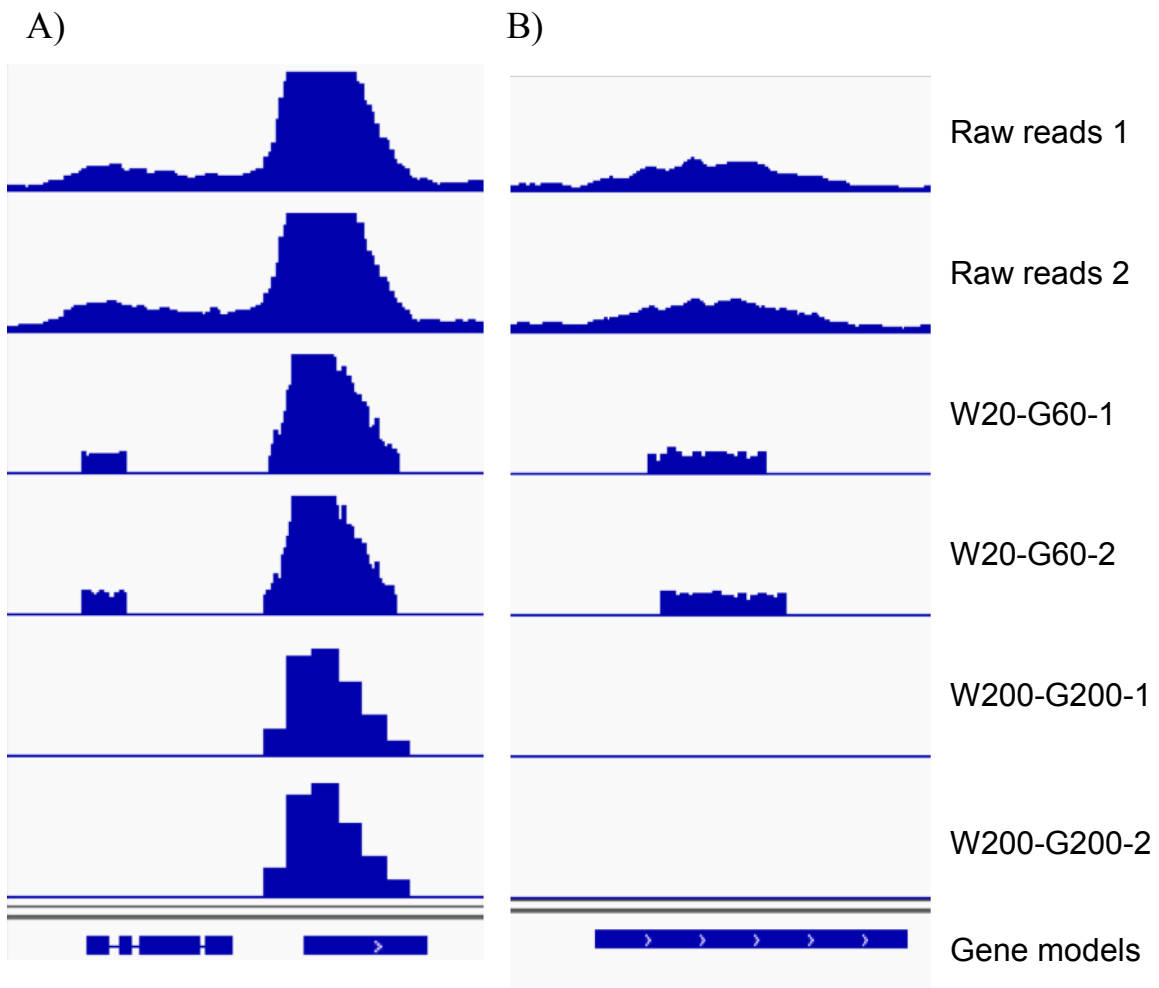 A)
B)
Raw reads 1
Raw reads 2
W20-G60-1
W20-G60-2
W200-G200-1
W200-G200-2
Gene models